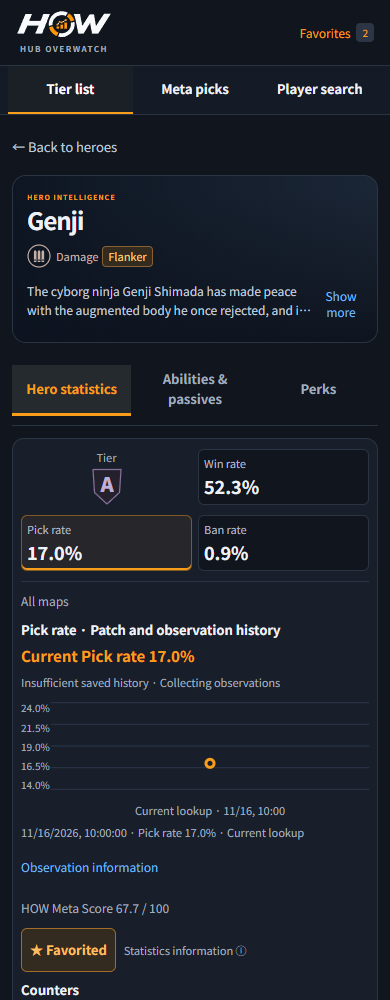 HOW
HUB OVERWATCH
Favorites 2
Tier list Meta picks Player search
← Back to heroes
HERO INTELLIGENCE
Genji
Damage Flanker
The cyborg ninja Genji Shimada has made peace
with the augmented body he once rejected, and i···
Show
more
Hero statistics
Abilities &
passives
Perks
Tier
A
Win rate
52.3%
Pick rate
17.0%
Ban rate
0.9%
All maps
Pick rate · Patch and observation history
Current Pick rate 17.0%
Insufficient saved history · Collecting observations
24.0%
21.5%
19.0%
16.5%
14.0%
Current lookup · 11/16, 10:00
11/16/2026, 10:00:00 · Pick rate 17.0% · Current lookup
Observation information
HOW Meta Score 67.7 / 100
★ Favorited Statistics information ⓘ
Counters